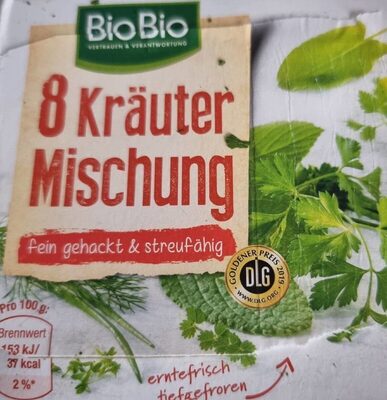 BioBio
VERTRAUEN & VERANTWORTUNG
8 Kräuter
Mischung
fein gehackt & streufähig
GOLDENER PREIS 2019
DLG
WWW.DLG.ORG
Pro 100 g:
Brennwert
153 kJ/
37 kcal
2 %*
erntefrisch
tiefgefroren